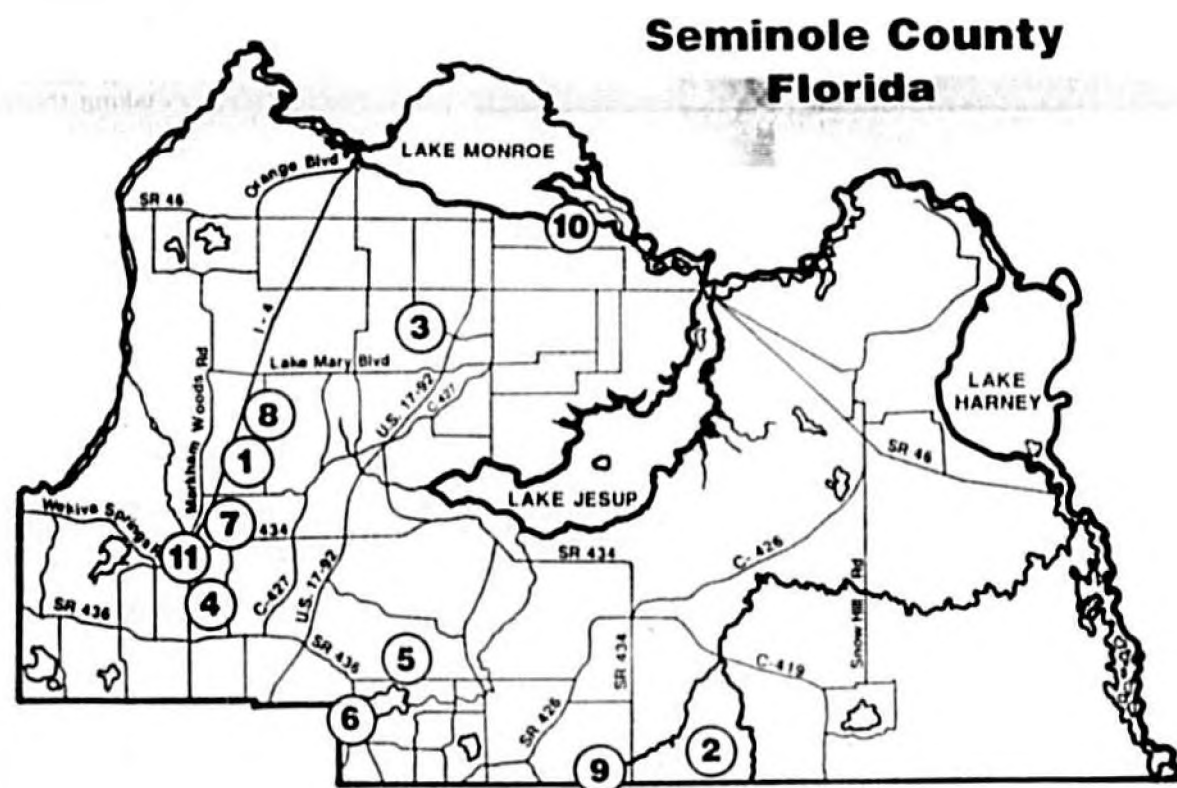 Seminole County
Florida
taking the
LAKE MONROE
Orange Blvd
SR 46
10
I-4
3
Lake Mary Blvd
Markham Woods Rd
U.S. 17-92
C-427
LAKE
HARNEY
8
1
SR 46
LAKE JESUP
Wekiva Springs R
7
434
11
SR 434
C-426
Snow Hill Rd
4
C-427
U.S. 17-92
SR 436
SR 436
5
SR 434
C-419
6
SR 426
9
2